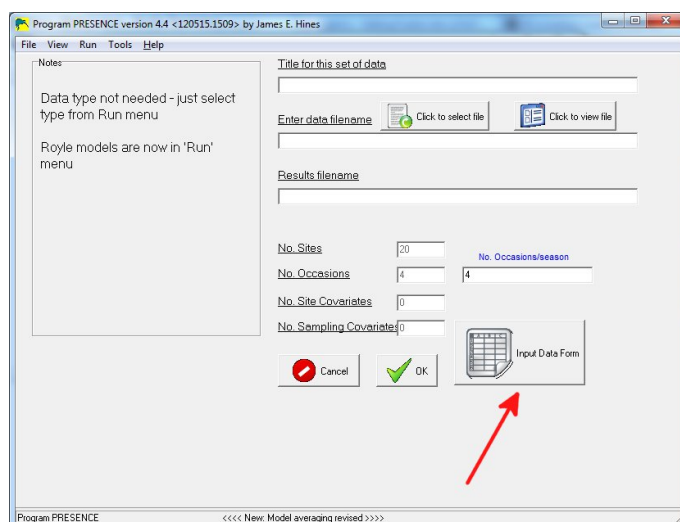 Program PRESENCE version 4.4 <120515.1509> by James E. Hines
File View Run Tools Help
Notes
Data type not needed - just select
type from Run menu
Royle models are now in 'Run'
menu
Title for this set of data
Enter data filename
Click to select file
Click to view file
Results filename
No. Sites
20
No. Occasions/season
No. Occasions
4
4
No. Site Covariates
0
No. Sampling Covariates
0
Input Data Form
Cancel
OK
Program PRESENCE
<<<< New: Model averaging revised >>>>